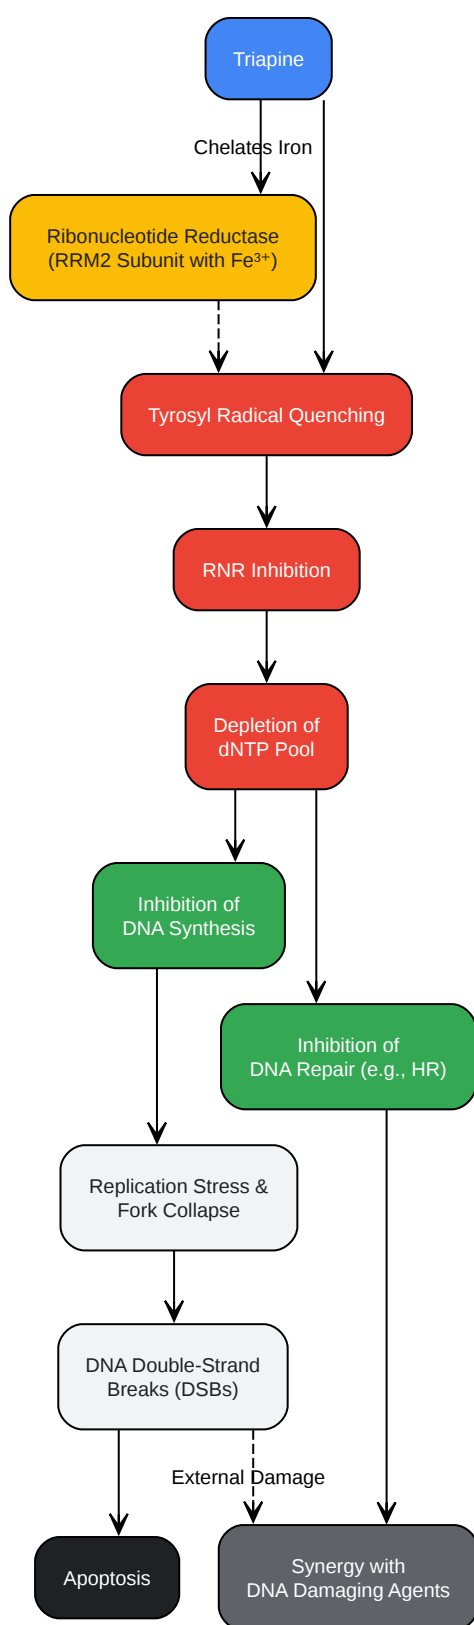 Triapine
Chelates Iron
Ribonucleotide Reductase
(RRM2 Subunit with Fe³⁺)
Tyrosyl Radical Quenching
RNR Inhibition
Depletion of
dNTP Pool
Inhibition of
DNA Synthesis
Inhibition of
DNA Repair (e.g., HR)
Replication Stress &
Fork Collapse
DNA Double-Strand
Breaks (DSBs)
External Damage
Apoptosis
Synergy with
DNA Damaging Agents